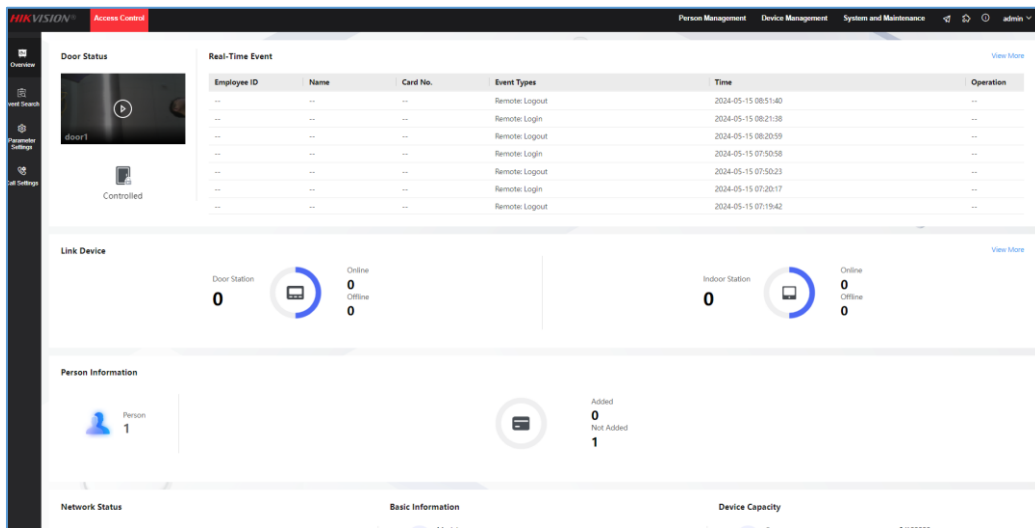 HIKVISION® Access Control Person Management Device Management System and Maintenance admin
Overview
Event Search
Parameter Settings
Call Settings
Door Status
door1
Controlled
Real-Time Event View More
Employee ID Name Card No. Event Types Time Operation
-- -- -- Remote: Logout 2024-05-15 08:51:40 --
-- -- -- Remote: Login 2024-05-15 08:21:38 --
-- -- -- Remote: Logout 2024-05-15 08:20:59 --
-- -- -- Remote: Login 2024-05-15 07:50:58 --
-- -- -- Remote: Logout 2024-05-15 07:50:23 --
-- -- -- Remote: Login 2024-05-15 07:20:17 --
-- -- -- Remote: Logout 2024-05-15 07:19:42 --
Link Device View More
Door Station
0
Online
0
Offline
0
Indoor Station
0
Online
0
Offline
0
Person Information
Person
1
Added
0
Not Added
1
Network Status Basic Information Device Capacity